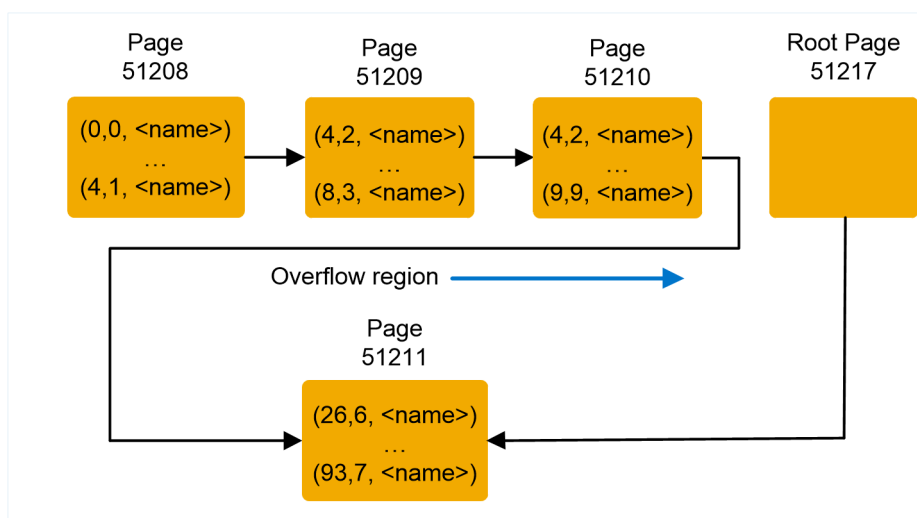 Page
51208
Page
51209
Page
51210
Root Page
51217
(0,0, <name>)
...
(4,1, <name>)
(4,2, <name>)
...
(8,3, <name>)
(4,2, <name>)
...
(9,9, <name>)
Overflow region
Page
51211
(26,6, <name>)
...
(93,7, <name>)